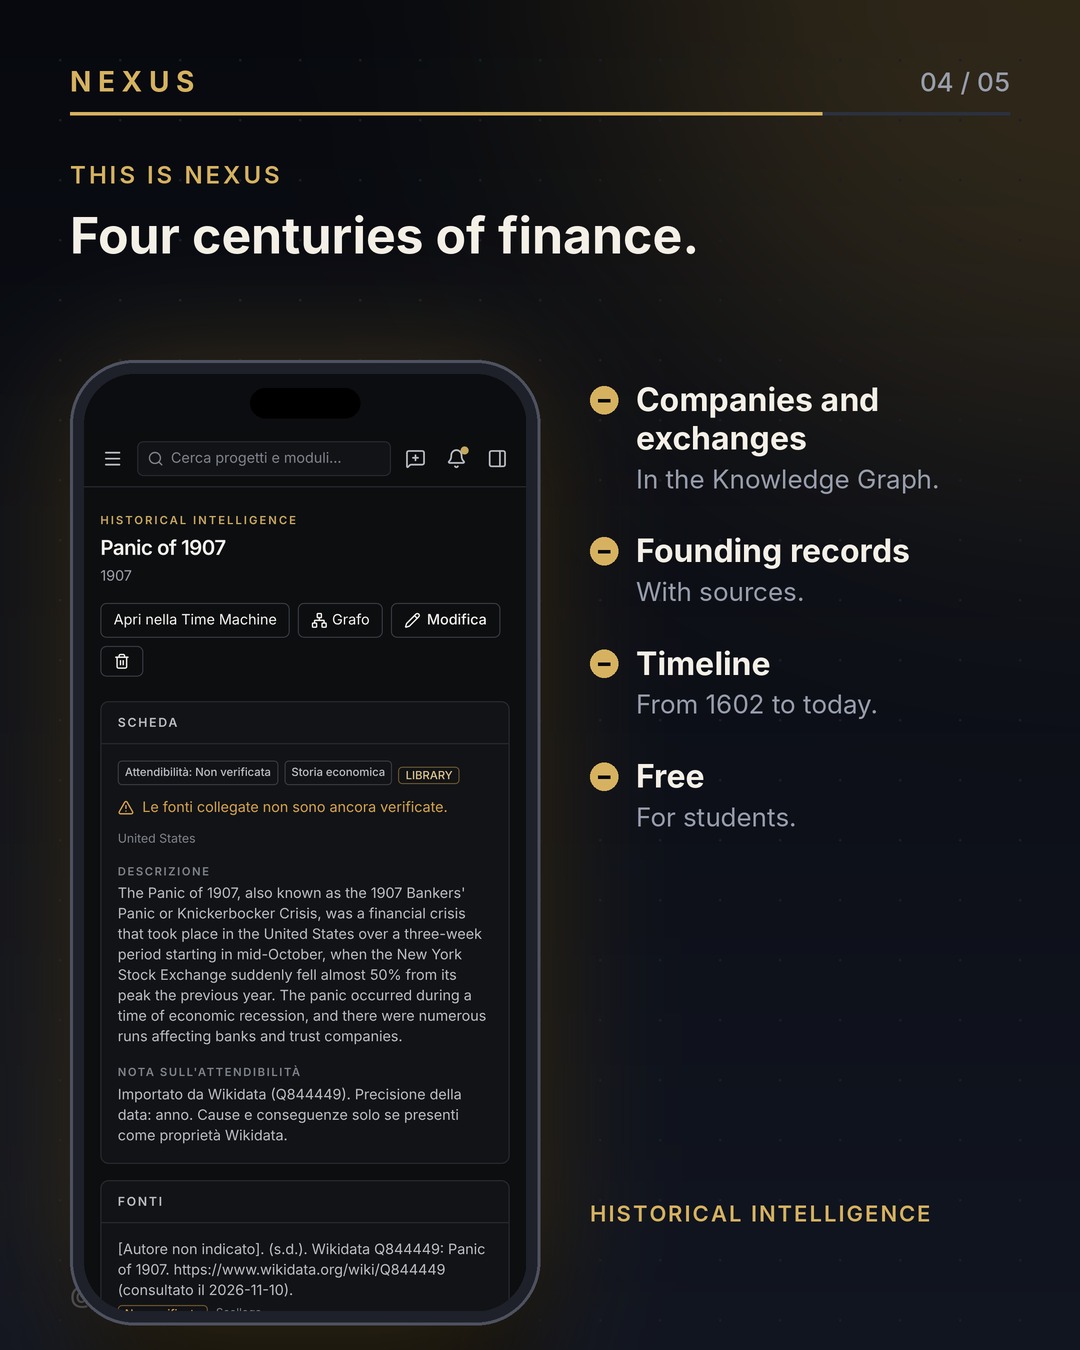 NEXUS
04 / 05
THIS IS NEXUS
Four centuries of finance.
Cerca progetti e moduli...
HISTORICAL INTELLIGENCE
Panic of 1907
1907
Apri nella Time Machine
Grafo
Modifica
SCHEDA
Attendibilità: Non verificata
Storia economica
LIBRARY
Le fonti collegate non sono ancora verificate.
United States
DESCRIZIONE
The Panic of 1907, also known as the 1907 Bankers'
Panic or Knickerbocker Crisis, was a financial crisis
that took place in the United States over a three-week
period starting in mid-October, when the New York
Stock Exchange suddenly fell almost 50% from its
peak the previous year. The panic occurred during a
time of economic recession, and there were numerous
runs affecting banks and trust companies.
NOTA SULL'ATTENDIBILITÀ
Importato da Wikidata (Q844449). Precisione della
data: anno. Cause e conseguenze solo se presenti
come proprietà Wikidata.
FONTI
[Autore non indicato]. (s.d.). Wikidata Q844449: Panic
of 1907. https://www.wikidata.org/wiki/Q844449
(consultato il 2026-11-10).
Companies and
exchanges
In the Knowledge Graph.
Founding records
With sources.
Timeline
From 1602 to today.
Free
For students.
HISTORICAL INTELLIGENCE